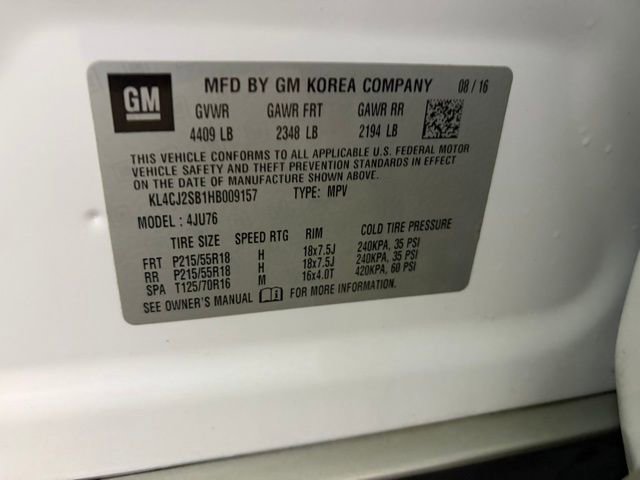 GM MFD BY GM KOREA COMPANY 08 / 16
GVWR GAWR FRT GAWR RR
4409 LB 2348 LB 2194 LB
THIS VEHICLE CONFORMS TO ALL APPLICABLE U.S. FEDERAL MOTOR
VEHICLE SAFETY AND THEFT PREVENTION STANDARDS IN EFFECT
ON THE DATE OF MANUFACTURE SHOWN ABOVE.
KL4CJ2SB1HB009157 TYPE: MPV
MODEL : 4JU76
TIRE SIZE SPEED RTG RIM COLD TIRE PRESSURE
FRT P215/55R18 H 18x7.5J 240KPA, 35 PSI
RR P215/55R18 H 18x7.5J 240KPA, 35 PSI
SPA T125/70R16 M 16x4.0T 420KPA, 60 PSI
SEE OWNER'S MANUAL FOR MORE INFORMATION.